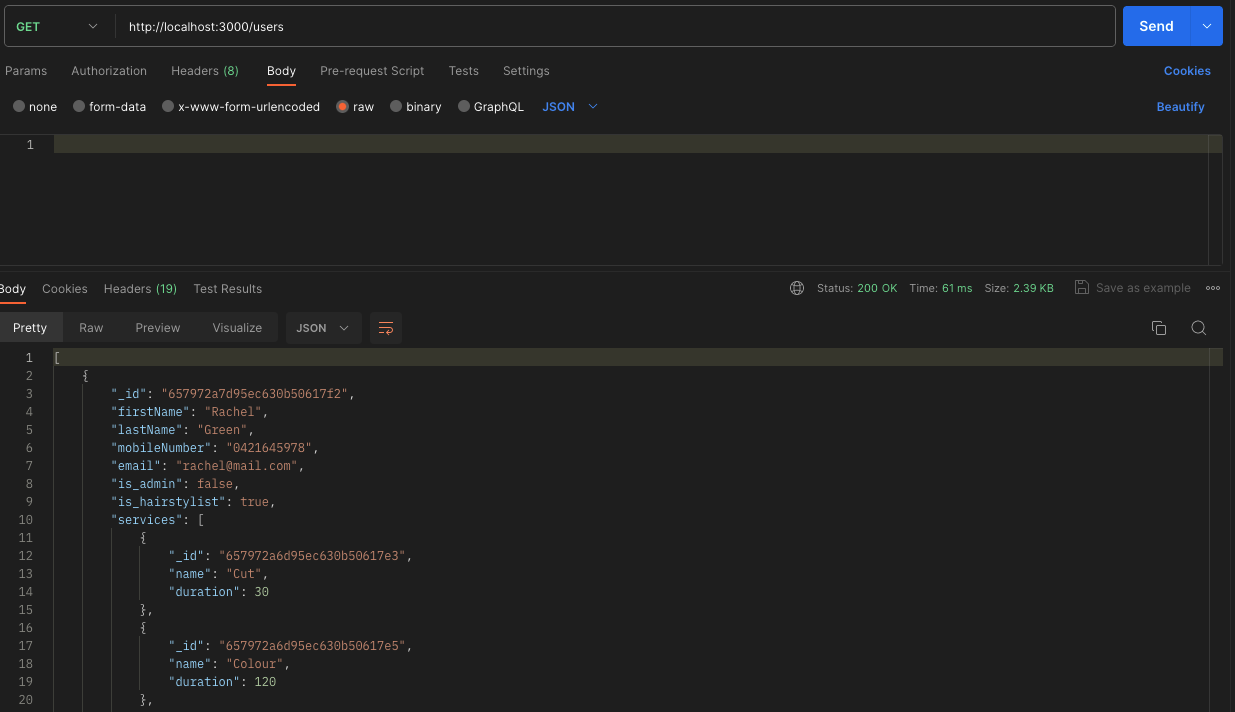 GET http://localhost:3000/users Send
Params Authorization Headers (8) Body Pre-request Script Tests Settings Cookies
none form-data x-www-form-urlencoded raw binary GraphQL JSON Beautify
1
Body Cookies Headers (19) Test Results Status: 200 OK Time: 61 ms Size: 2.39 KB Save as example
Pretty Raw Preview Visualize JSON
1 [
2 {
3 "_id": "657972a7d95ec630b50617f2",
4 "firstName": "Rachel",
5 "lastName": "Green",
6 "mobileNumber": "0421645978",
7 "email": "rachel@mail.com",
8 "is_admin": false,
9 "is_hairstylist": true,
10 "services": [
11 {
12 "_id": "657972a6d95ec630b50617e3",
13 "name": "Cut",
14 "duration": 30
15 },
16 {
17 "_id": "657972a6d95ec630b50617e5",
18 "name": "Colour",
19 "duration": 120
20 },